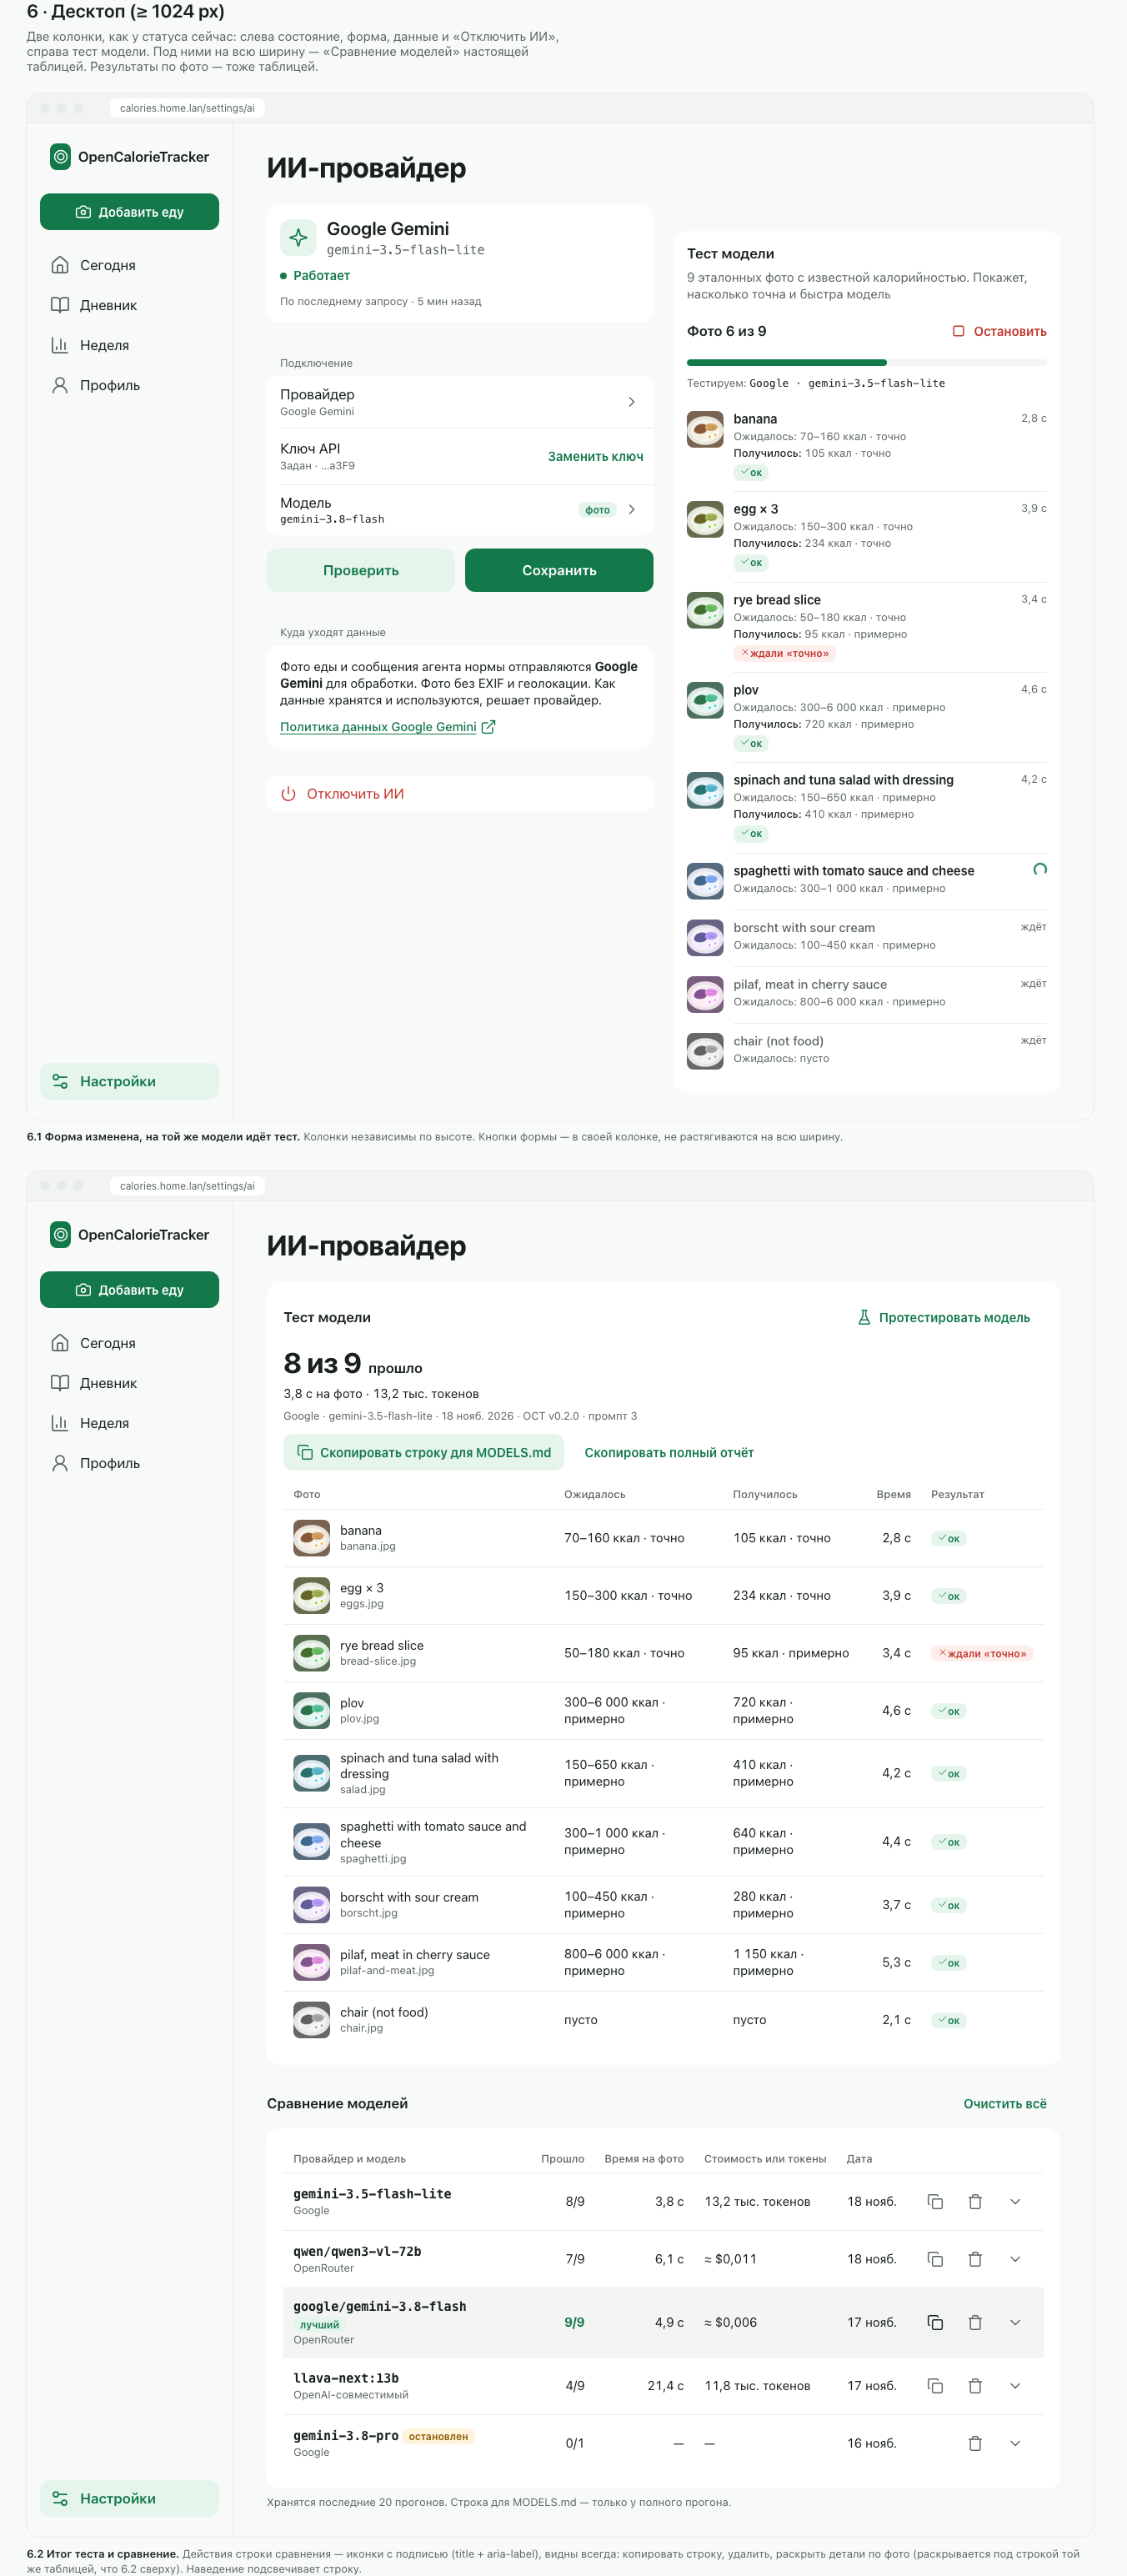 6 · Десктоп (≥ 1024 px)
Две колонки, как у статуса сейчас: слева состояние, форма, данные и «Отключить ИИ»,
справа тест модели. Под ними на всю ширину — «Сравнение моделей» настоящей
таблицей. Результаты по фото — тоже таблицей.
calories.home.lan/settings/ai
OpenCalorieTracker
Добавить еду
Сегодня
Дневник
Неделя
Профиль
Настройки
ИИ-провайдер
Google Gemini
gemini-3.5-flash-lite
Работает
По последнему запросу · 5 мин назад
Подключение
Провайдер
Google Gemini
Ключ API
Задан · …a3F9
Заменить ключ
Модель
gemini-3.8-flash
фото
Проверить
Сохранить
Куда уходят данные
Фото еды и сообщения агента нормы отправляются Google
Gemini для обработки. Фото без EXIF и геолокации. Как
данные хранятся и используются, решает провайдер.
Политика данных Google Gemini
Отключить ИИ
Тест модели
9 эталонных фото с известной калорийностью. Покажет,
насколько точна и быстра модель
Фото 6 из 9
Остановить
Тестируем: Google · gemini-3.5-flash-lite
banana
2,8 с
Ожидалось: 70–160 ккал · точно
Получилось: 105 ккал · точно
ок
egg × 3
3,9 с
Ожидалось: 150–300 ккал · точно
Получилось: 234 ккал · точно
ок
rye bread slice
3,4 с
Ожидалось: 50–180 ккал · точно
Получилось: 95 ккал · примерно
ждали «точно»
plov
4,6 с
Ожидалось: 300–6 000 ккал · примерно
Получилось: 720 ккал · примерно
ок
spinach and tuna salad with dressing
4,2 с
Ожидалось: 150–650 ккал · примерно
Получилось: 410 ккал · примерно
ок
spaghetti with tomato sauce and cheese
Ожидалось: 300–1 000 ккал · примерно
borscht with sour cream
ждёт
Ожидалось: 100–450 ккал · примерно
pilaf, meat in cherry sauce
ждёт
Ожидалось: 800–6 000 ккал · примерно
chair (not food)
ждёт
Ожидалось: пусто
6.1 Форма изменена, на той же модели идёт тест. Колонки независимы по высоте. Кнопки формы — в своей колонке, не растягиваются на всю ширину.
calories.home.lan/settings/ai
OpenCalorieTracker
Добавить еду
Сегодня
Дневник
Неделя
Профиль
Настройки
ИИ-провайдер
Тест модели
Протестировать модель
8 из 9 прошло
3,8 с на фото · 13,2 тыс. токенов
Google · gemini-3.5-flash-lite · 18 нояб. 2026 · OCT v0.2.0 · промпт 3
Скопировать строку для MODELS.md
Скопировать полный отчёт
Фото Ожидалось Получилось Время Результат
banana
banana.jpg
70–160 ккал · точно
105 ккал · точно
2,8 с
ок
egg × 3
eggs.jpg
150–300 ккал · точно
234 ккал · точно
3,9 с
ок
rye bread slice
bread-slice.jpg
50–180 ккал · точно
95 ккал · примерно
3,4 с
ждали «точно»
plov
plov.jpg
300–6 000 ккал ·
примерно
720 ккал ·
примерно
4,6 с
ок
spinach and tuna salad with
dressing
salad.jpg
150–650 ккал ·
примерно
410 ккал ·
примерно
4,2 с
ок
spaghetti with tomato sauce and
cheese
spaghetti.jpg
300–1 000 ккал ·
примерно
640 ккал ·
примерно
4,4 с
ок
borscht with sour cream
borscht.jpg
100–450 ккал ·
примерно
280 ккал ·
примерно
3,7 с
ок
pilaf, meat in cherry sauce
pilaf-and-meat.jpg
800–6 000 ккал ·
примерно
1 150 ккал ·
примерно
5,3 с
ок
chair (not food)
chair.jpg
пусто
пусто
2,1 с
ок
Сравнение моделей
Очистить всё
Провайдер и модель Прошло Время на фото Стоимость или токены Дата
gemini-3.5-flash-lite
Google
8/9
3,8 с
13,2 тыс. токенов
18 нояб.
qwen/qwen3-vl-72b
OpenRouter
7/9
6,1 с
≈ $0,011
18 нояб.
google/gemini-3.8-flash
лучший
OpenRouter
9/9
4,9 с
≈ $0,006
17 нояб.
llava-next:13b
OpenAI-совместимый
4/9
21,4 с
11,8 тыс. токенов
17 нояб.
gemini-3.8-pro остановлен
Google
0/1
—
—
16 нояб.
Хранятся последние 20 прогонов. Строка для MODELS.md — только у полного прогона.
6.2 Итог теста и сравнение. Действия строки сравнения — иконки с подписью (title + aria-label), видны всегда: копировать строку, удалить, раскрыть детали по фото (раскрывается под строкой той
же таблицей, что 6.2 сверху). Наведение подсвечивает строку.